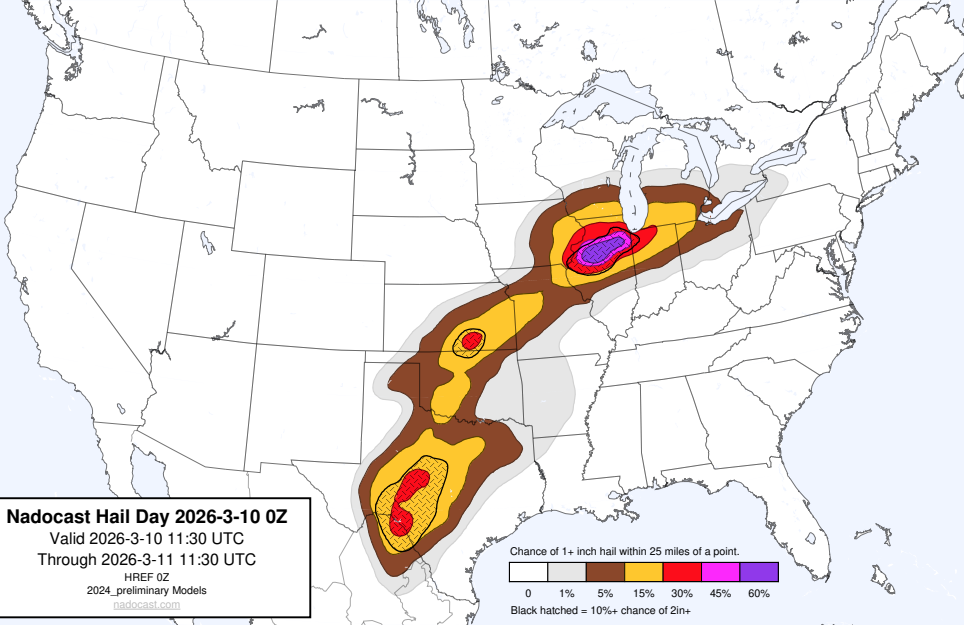 Nadocast Hail Day 2026-3-10 0Z
Valid 2026-03-10 11:30 UTC
Through 2026-3-11 11:30 UTC
HREF 0Z
2024_preliminary Models
nadocast.com
Chance of 1+ inch hail within 25 miles of a point.
0 1% 5% 15% 30% 45% 60%
Black hatched = 10%+ chance of 2in+